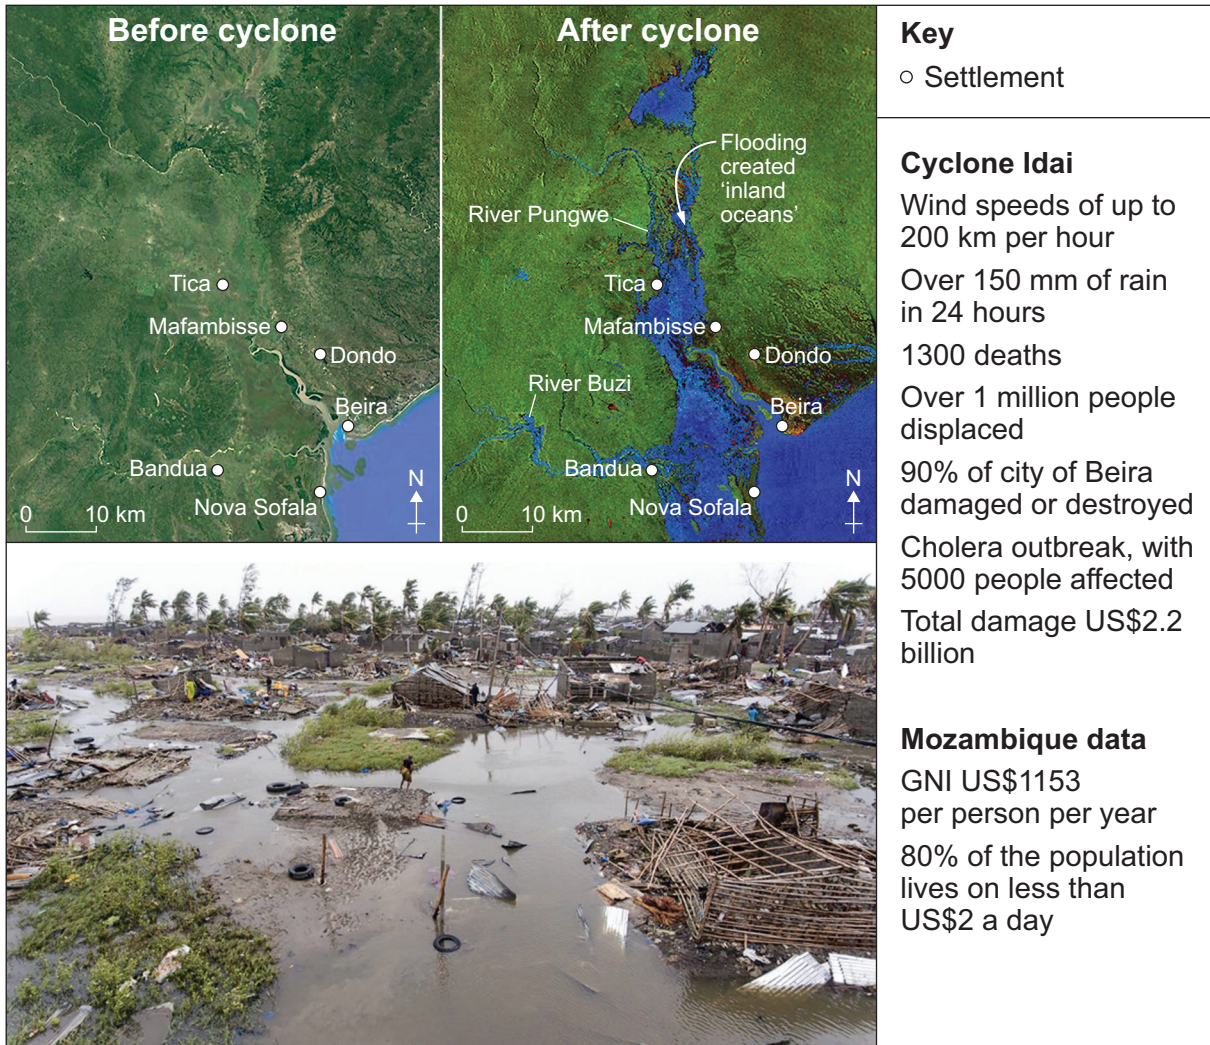 Before cyclone
Tica
Mafambisse
Dondo
Beira
Bandua
Nova Sofala
N
0 10 km
After cyclone
Flooding
created
‘inland
oceans’
River Pungwe
Tica
Mafambisse
Dondo
River Buzi
Beira
Bandua
Nova Sofala
N
0 10 km
Key
Settlement
Cyclone Idai
Wind speeds of up to
200 km per hour
Over 150 mm of rain
in 24 hours
1300 deaths
Over 1 million people
displaced
90% of city of Beira
damaged or destroyed
Cholera outbreak, with
5000 people affected
Total damage US$2.2
billion
Mozambique data
GNI US$1153
per person per year
80% of the population
lives on less than
US$2 a day